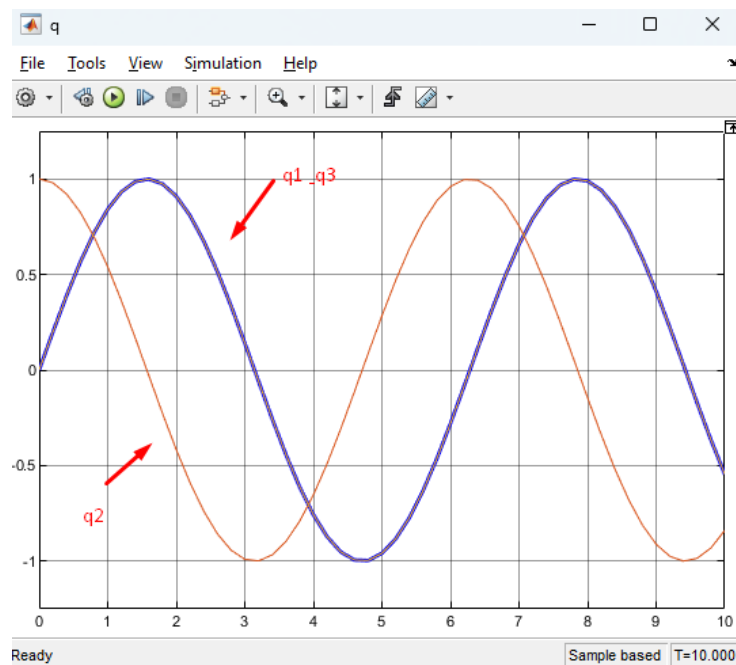 q
File Tools View Simulation Help
q1 _q3
q2
1
0.5
0
-0.5
-1
0 1 2 3 4 5 6 7 8 9 10
Ready Sample based T=10.000